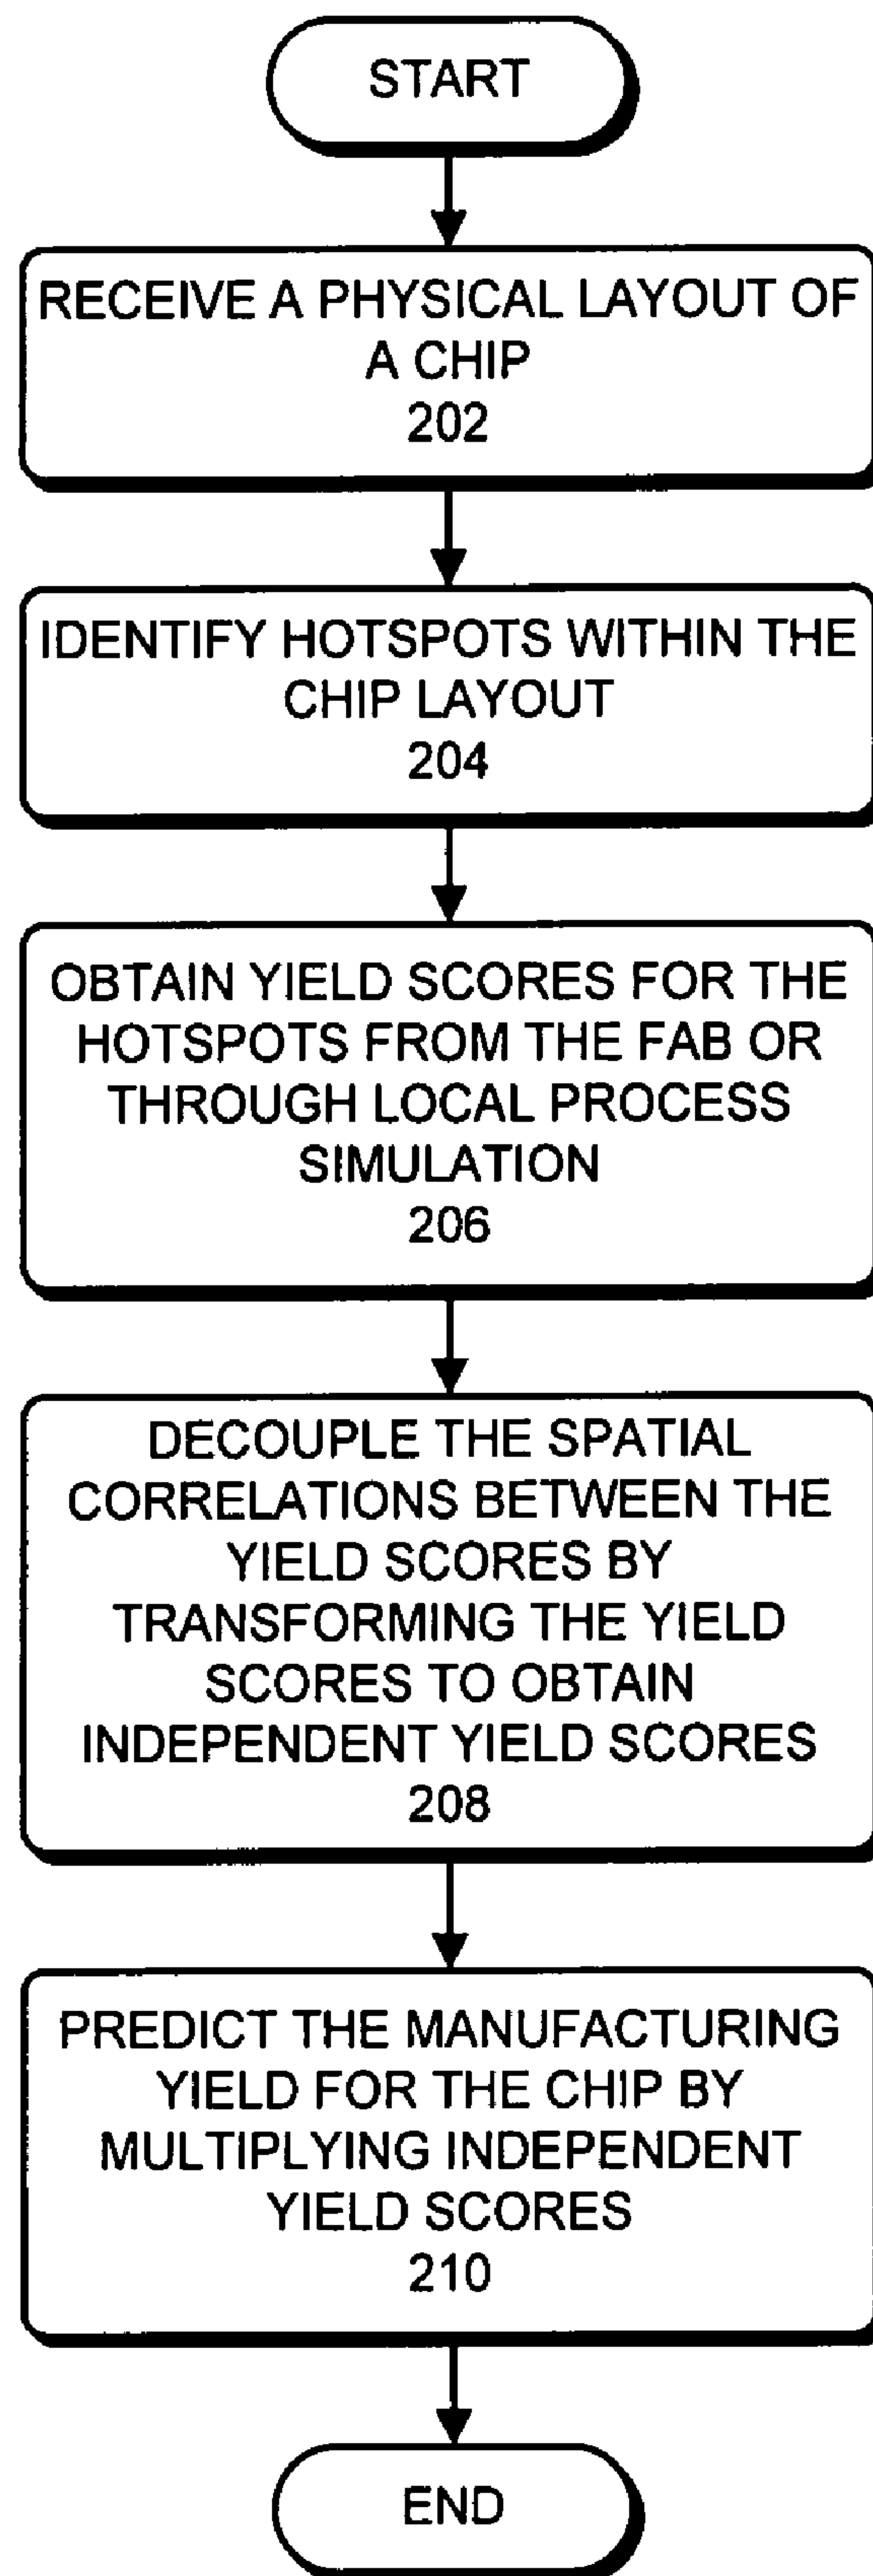 START
RECEIVE A PHYSICAL LAYOUT OF
A CHIP
202
IDENTIFY HOTSPOTS WITHIN THE
CHIP LAYOUT
204
OBTAIN YIELD SCORES FOR THE
HOTSPOTS FROM THE FAB OR
THROUGH LOCAL PROCESS
SIMULATION
206
DECOUPLE THE SPATIAL
CORRELATIONS BETWEEN THE
YIELD SCORES BY
TRANSFORMING THE YIELD
SCORES TO OBTAIN
INDEPENDENT YIELD SCORES
208
PREDICT THE MANUFACTURING
YIELD FOR THE CHIP BY
MULTIPLYING INDEPENDENT
YIELD SCORES
210
END